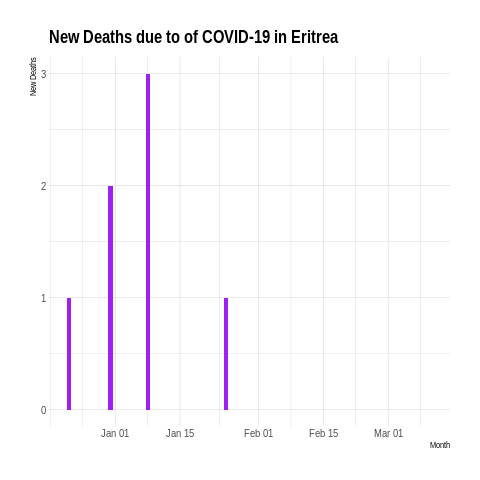 New Deaths due to of COVID-19 in Eritrea
New Deaths
3
2
1
0
Jan 01 Jan 15 Feb 01 Feb 15 Mar 01
Month